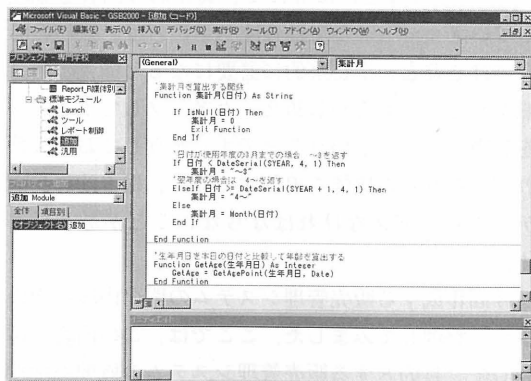 Microsoft Visual Basic - GSB2000 - [追加 (コード)]
ファイル(F) 編集(E) 表示(V) 挿入(I) デバッグ(D) 実行(R) ツール(T) アドイン(A) ウィンドウ(W) ヘルプ(H)
プロジェクト - 専門学校
Report_R媒体別
標準モジュール
Launch
ツール
レポート制御
追加
汎用
追加 Module
全体 項目別
(オブジェクト名) 追加
(General)
集計月
'集計月を算出する関数
Function 集計月(日付) As String
If IsNull(日付) Then
集計月 = 0
Exit Function
End If
'日付が使用年度の3月までの場合 ～3を返す
If 日付 < DateSerial(SYEAR, 4, 1) Then
集計月 = "～3"
'翌年度の場合は 4～を返す
ElseIf 日付 >= DateSerial(SYEAR + 1, 4, 1) Then
集計月 = "4～"
Else
集計月 = Month(日付)
End If
End Function
'生年月日を本日の日付と比較して年齢を算出する
Function GetAge(生年月日) As Integer
GetAge = GetAgePoint(生年月日, Date)
End Function